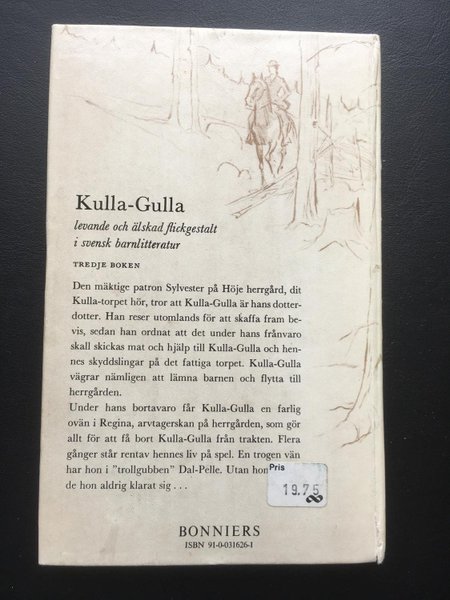 Kulla-Gulla
levande och älskad flickgestalt
i svensk barnlitteratur
TREDJE BOKEN
Den mäktige patron Sylvester på Höje herrgård, dit
Kulla-torpet hör, tror att Kulla-Gulla är hans dotter-
dotter. Han reser utomlands för att skaffa fram be-
vis, sedan han ordnat att det under hans frånvaro
skall skickas mat och hjälp till Kulla-Gulla och hen-
nes skyddslingar på det fattiga torpet. Kulla-Gulla
vägrar nämligen att lämna barnen och flytta till
herrgården.
Under hans bortavaro får Kulla-Gulla en farlig
ovän i Regina, arvtagerskan på herrgården, som gör
allt för att få bort Kulla-Gulla från trakten. Flera
gånger står rentav hennes liv på spel. En trogen vän
har hon i "trollgubben" Dal-Pelle. Utan
de hon aldrig klarat sig . . .
Pris
19.75
BONNIERS
ISBN 91-0-031626-1